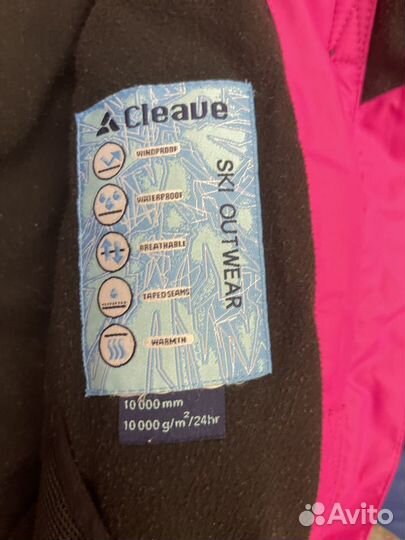 Cleave
WINDPROOF
WATERPROOF
BREATHABLE
TAPED SEAMS
WARMTH
SKI OUTWEAR
10 000 mm
10 000 g/m²/24hr
Avito